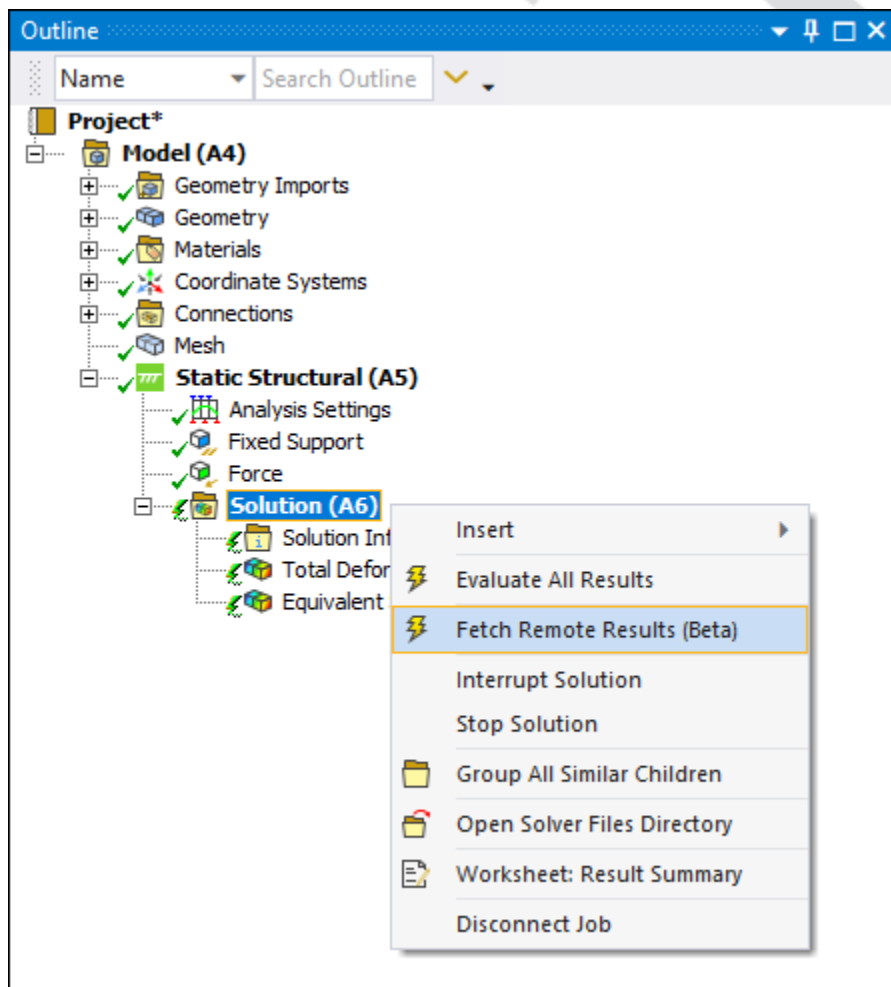 Outline
Name
Search Outline
Project*
Model (A4)
Geometry Imports
Geometry
Materials
Coordinate Systems
Connections
Mesh
Static Structural (A5)
Analysis Settings
Fixed Support
Force
Solution (A6)
Solution Inf
Total Defor
Equivalent
Insert
Evaluate All Results
Fetch Remote Results (Beta)
Interrupt Solution
Stop Solution
Group All Similar Children
Open Solver Files Directory
Worksheet: Result Summary
Disconnect Job